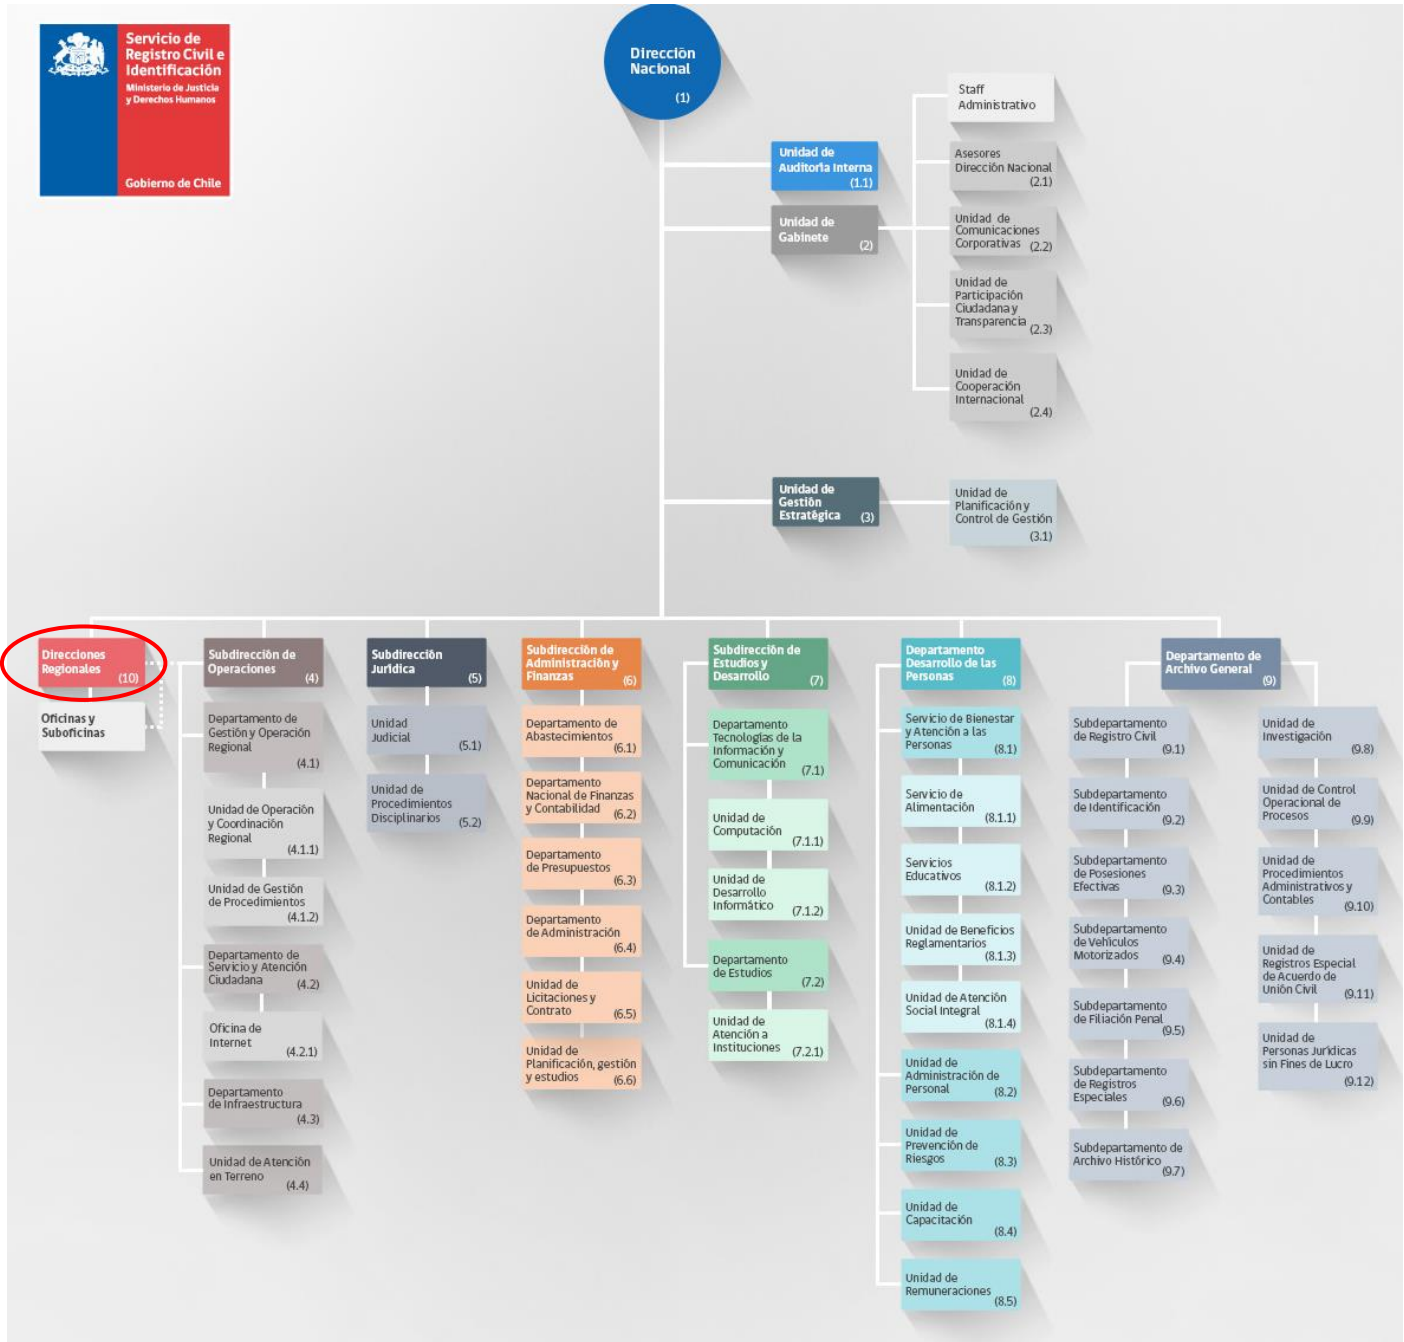 Servicio de
Registro Civil e
Identificación
Ministerio de Justicia
y Derechos Humanos
Gobierno de Chile
Dirección
Nacional
(1)
Unidad de
Auditoría Interna
(1.1)
Unidad de
Gabinete
(2)
Staff
Administrativo
Asesores
Dirección Nacional
(2.1)
Unidad de
Comunicaciones
Corporativas (2.2)
Unidad de
Participación
Ciudadana y
Transparencia (2.3)
Unidad de
Cooperación
Internacional
(2.4)
Unidad de
Gestión
Estratégica (3)
Unidad de
Planificación y
Control de Gestión
(3.1)
Direcciones
Regionales (10)
Oficinas y
Suboficinas
Subdirección de
Operaciones (4)
Departamento de
Gestión y Operación
Regional
(4.1)
Unidad de Operación
y Coordinación
Regional
(4.1.1)
Unidad de Gestión
de Procedimientos
(4.1.2)
Departamento de
Servicio y Atención
Ciudadana (4.2)
Oficina de
Internet
(4.2.1)
Departamento
de Infraestructura
(4.3)
Unidad de Atención
en Terreno
(4.4)
Subdirección
Jurídica (5)
Unidad
Judicial
(5.1)
Unidad de
Procedimientos
Disciplinarios (5.2)
Subdirección de
Administración y
Finanzas (6)
Departamento de
Abastecimientos
(6.1)
Departamento
Nacional de Finanzas
y Contabilidad (6.2)
Departamento
de Presupuestos
(6.3)
Departamento
de Administración
(6.4)
Unidad de
Licitaciones y
Contrato (6.5)
Unidad de
Planificación, gestión
y estudios (6.6)
Subdirección de
Estudios y
Desarrollo (7)
Departamento
Tecnologías de la
Información y
Comunicación (7.1)
Unidad de
Computación
(7.1.1)
Unidad de
Desarrollo
Informático (7.1.2)
Departamento
de Estudios
(7.2)
Unidad de
Atención a
Instituciones (7.2.1)
Departamento
Desarrollo de las
Personas (8)
Servicio de Bienestar
y Atención a las
Personas (8.1)
Servicio de
Alimentación
(8.1.1)
Servicios
Educativos
(8.1.2)
Unidad de Beneficios
Reglamentarios
(8.1.3)
Unidad de Atención
Social Integral
(8.1.4)
Unidad de
Administración de
Personal (8.2)
Unidad de
Prevención de
Riesgos (8.3)
Unidad de
Capacitación
(8.4)
Unidad de
Remuneraciones
(8.5)
Departamento de
Archivo General (9)
Subdepartamento
de Registro Civil
(9.1)
Subdepartamento
de Identificación
(9.2)
Subdepartamento
de Posesiones
Efectivas (9.3)
Subdepartamento
de Vehículos
Motorizados (9.4)
Subdepartamento
de Filiación Penal
(9.5)
Subdepartamento
de Registros
Especiales (9.6)
Subdepartamento de
Archivo Histórico
(9.7)
Unidad de
Investigación
(9.8)
Unidad de Control
Operacional de
Procesos (9.9)
Unidad de
Procedimientos
Administrativos y
Contables (9.10)
Unidad de
Registros Especial
de Acuerdo de
Unión Civil (9.11)
Unidad de
Personas Jurídicas
sin Fines de Lucro
(9.12)